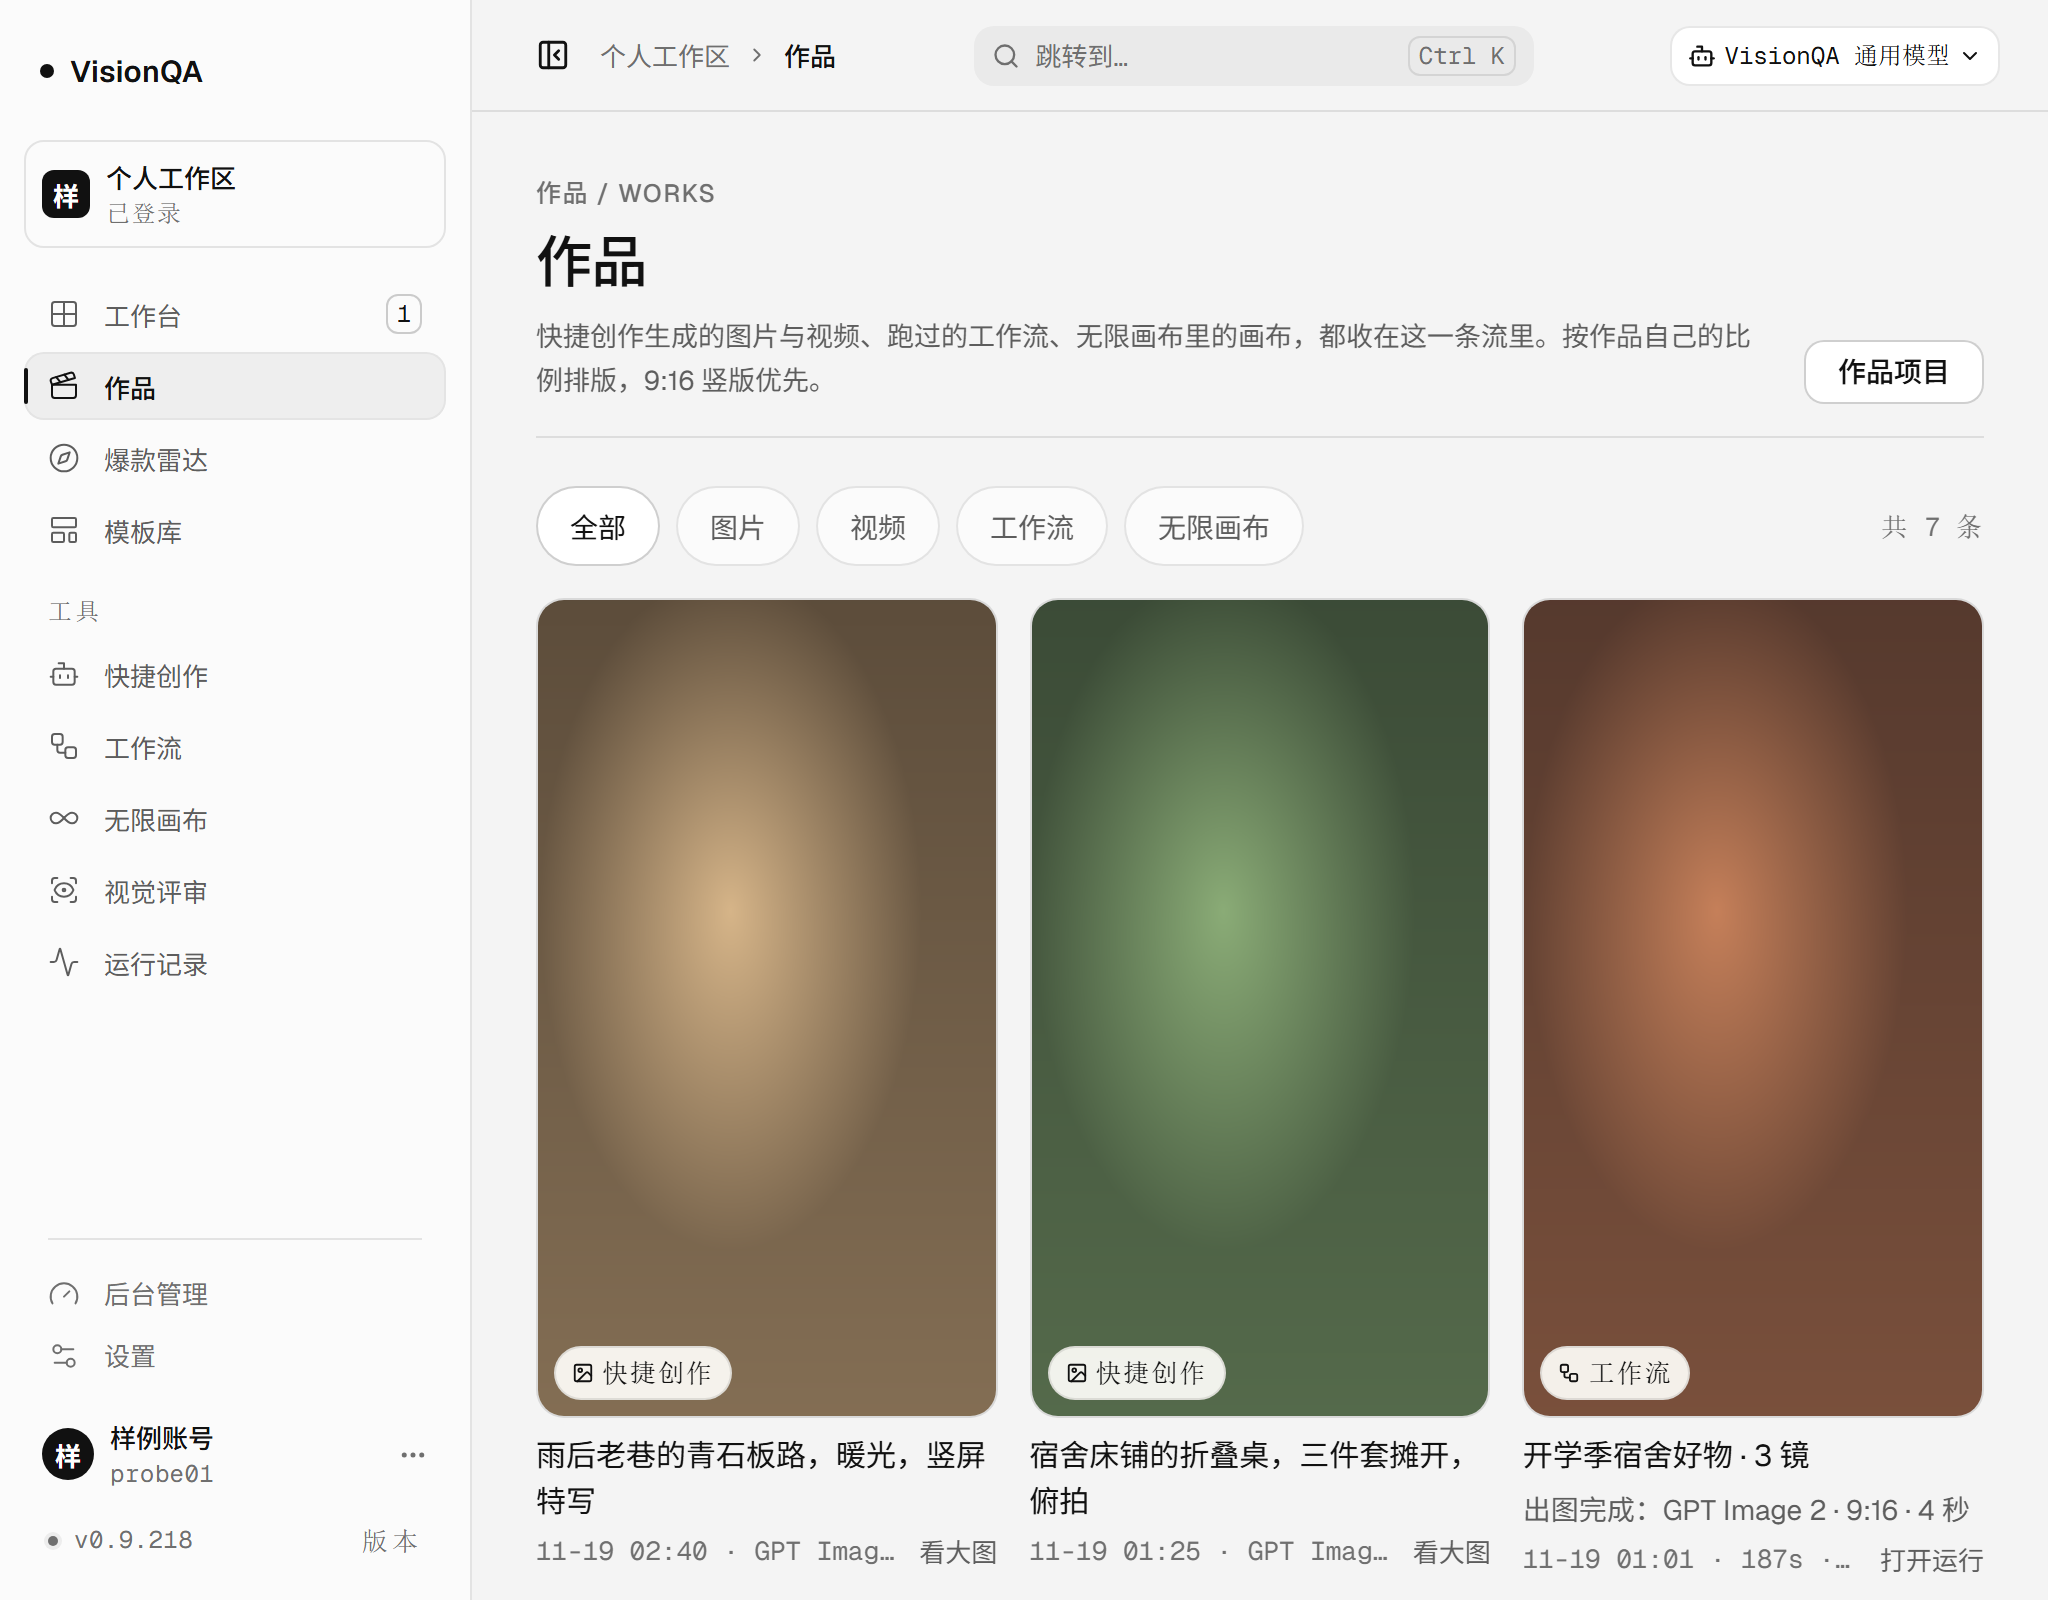 VisionQA
样
个人工作区
已登录
工作台
1
作品
爆款雷达
模板库
工具
快捷创作
工作流
无限画布
视觉评审
运行记录
后台管理
设置
样
样例账号
probe01
v0.9.218
版本
个人工作区
作品
跳转到...
Ctrl K
VisionQA 通用模型
作品 / WORKS
作品
快捷创作生成的图片与视频、跑过的工作流、无限画布里的画布，都收在这一条流里。按作品自己的比
例排版，9:16 竖版优先。
作品项目
全部
图片
视频
工作流
无限画布
共 7 条
快捷创作
雨后老巷的青石板路，暖光，竖屏
特写
11-19 02:40 · GPT Imag…
看大图
快捷创作
宿舍床铺的折叠桌，三件套摊开，
俯拍
11-19 01:25 · GPT Imag…
看大图
工作流
开学季宿舍好物 · 3 镜
出图完成：GPT Image 2 · 9:16 · 4 秒
11-19 01:01 · 187s ·…
打开运行